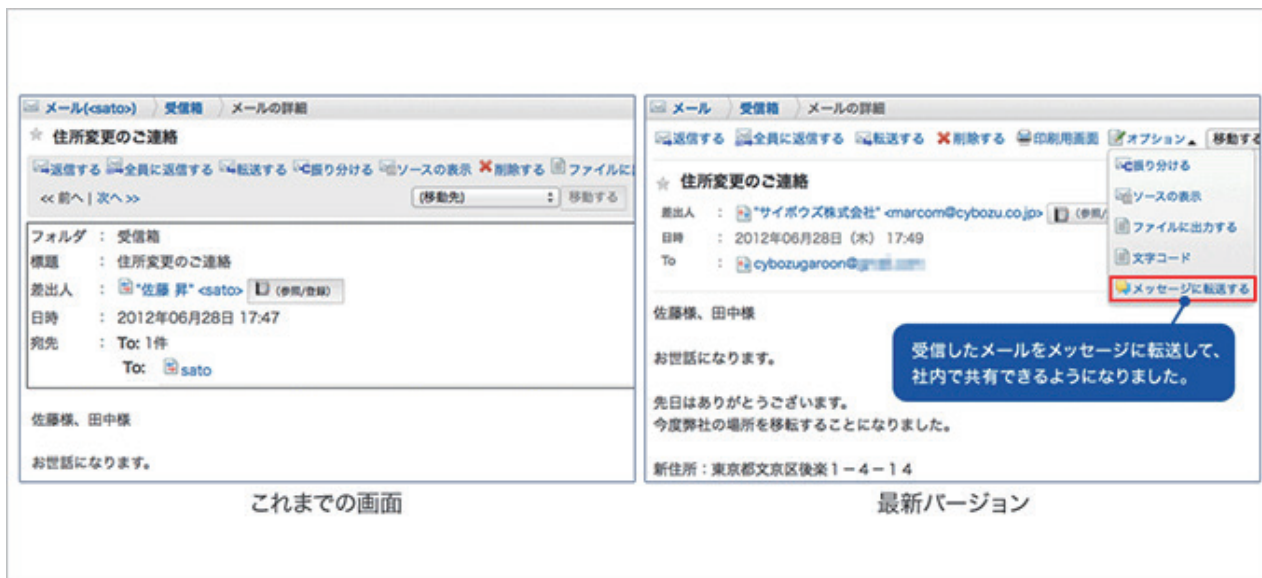 メール(<sato>) 受信箱 メールの詳細
住所変更のご連絡
返信する 全員に返信する 転送する 振り分ける ソースの表示 削除する ファイルに
<< 前へ | 次へ >> (移動先) 移動する
フォルダ : 受信箱
標題 : 住所変更のご連絡
差出人 : "佐藤 昇" <sato> (参照/登録)
日時 : 2012年06月28日 17:47
宛先 : To: 1件
To: sato
佐藤様、田中様
お世話になります。
これまでの画面
メール 受信箱 メールの詳細
返信する 全員に返信する 転送する 削除する 印刷用画面 オプション 移動する
振り分ける
ソースの表示
ファイルに出力する
文字コード
メッセージに転送する
住所変更のご連絡
差出人 : "サイボウズ株式会社" <marcom@cybozu.co.jp> (参照/
日時 : 2012年06月28日 (木) 17:49
To : cybozugaroon@
受信したメールをメッセージに転送して、
社内で共有できるようになりました。
佐藤様、田中様
お世話になります。
先日はありがとうございます。
今度弊社の場所を移転することになりました。
新住所:東京都文京区後楽1-4-14
最新バージョン